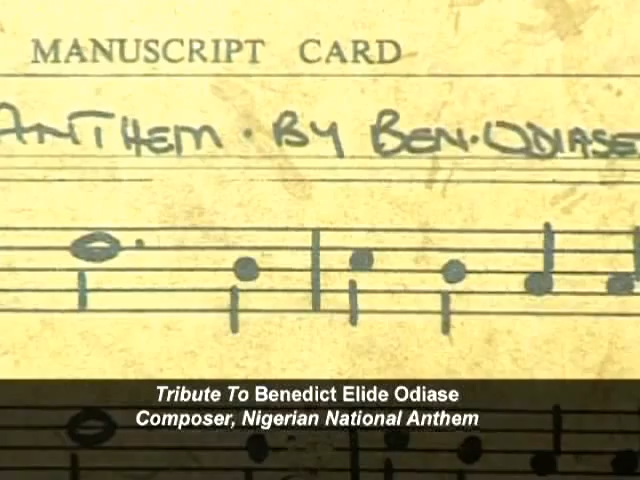 MANUSCRIPT CARD
ANTHEM. BY BEN. ODIASE
Tribute To Benedict Elide Odiase
Composer, Nigerian National Anthem